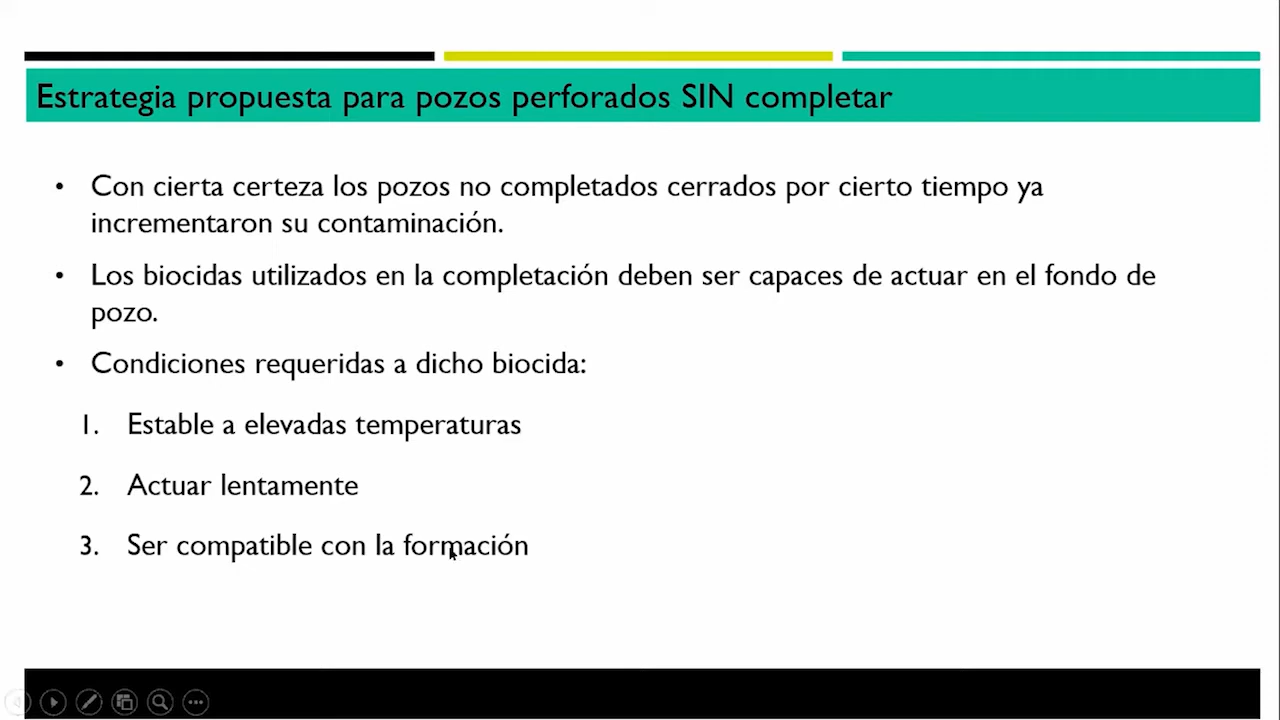 Estrategia propuesta para pozos perforados SIN completar
• Con cierta certeza los pozos no completados cerrados por cierto tiempo ya
incrementaron su contaminación.
• Los biocidas utilizados en la completación deben ser capaces de actuar en el fondo de
pozo.
• Condiciones requeridas a dicho biocida:
1. Estable a elevadas temperaturas
2. Actuar lentamente
3. Ser compatible con la formación